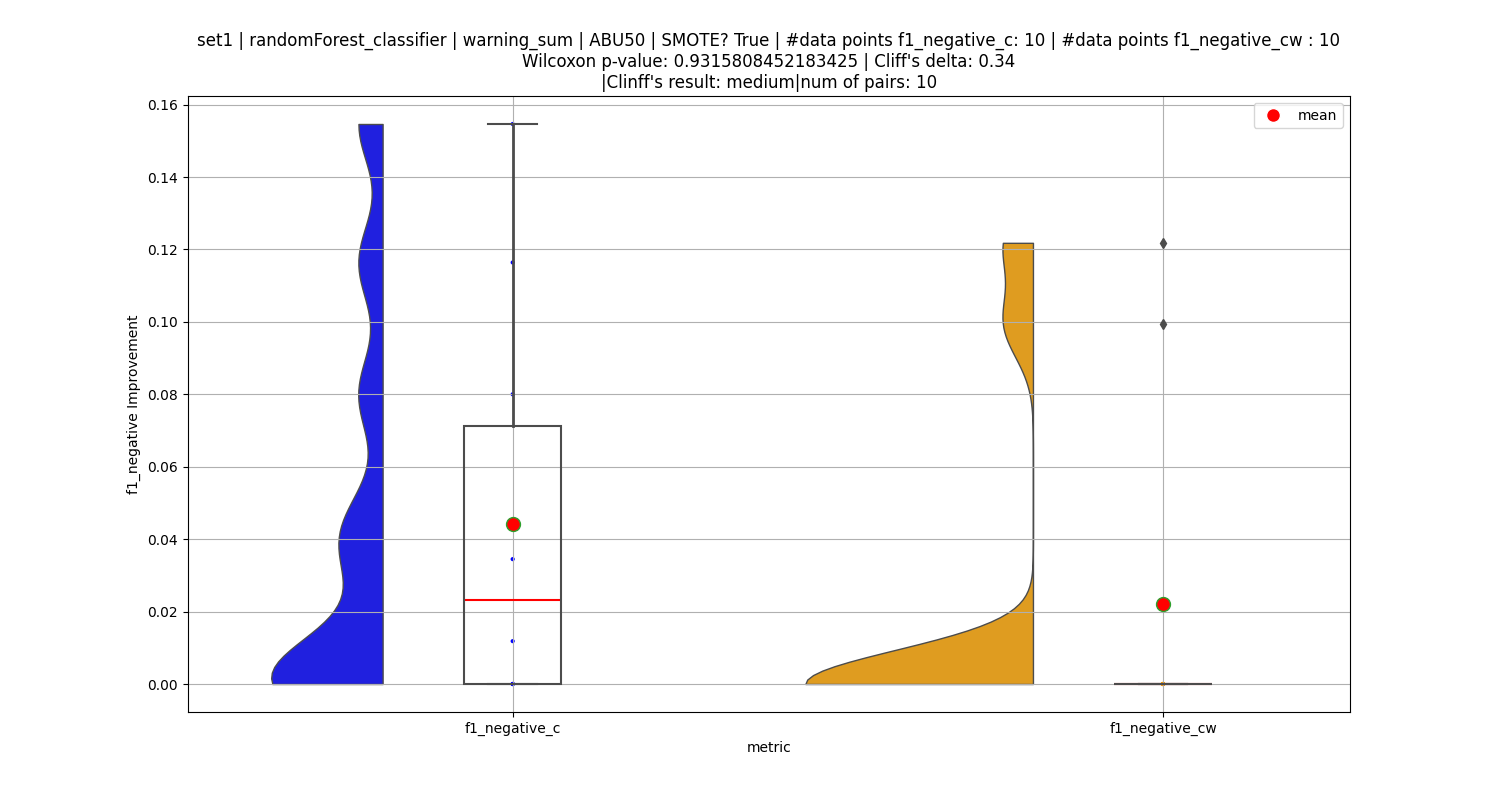 set1 | randomForest_classifier | warning_sum | ABU50 | SMOTE? True | #data points f1_negative_c: 10 | #data points f1_negative_cw : 10
Wilcoxon p-value: 0.9315808452183425 | Cliff's delta: 0.34
|Clinff's result: medium|num of pairs: 10
mean
0.16
0.14
0.12
0.10
0.08
0.06
0.04
0.02
0.00
f1_negative Improvement
f1_negative_c
f1_negative_cw
metric